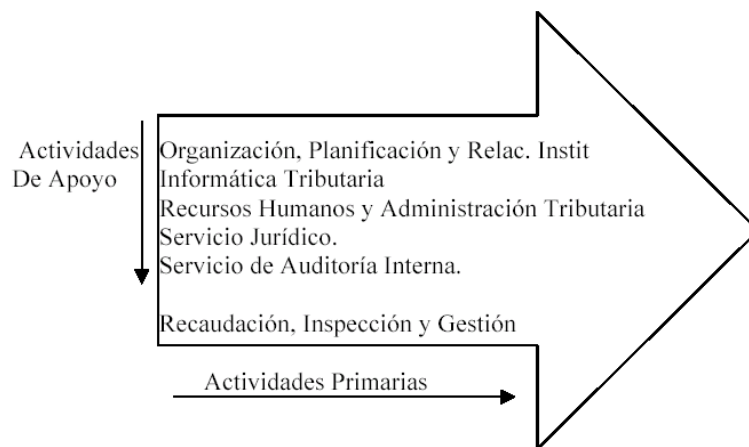 Actividades
De Apoyo
Organización, Planificación y Relac. Instit
Informática Tributaria
Recursos Humanos y Administración Tributaria
Servicio Jurídico.
Servicio de Auditoría Interna.
Recaudación, Inspección y Gestión
Actividades Primarias